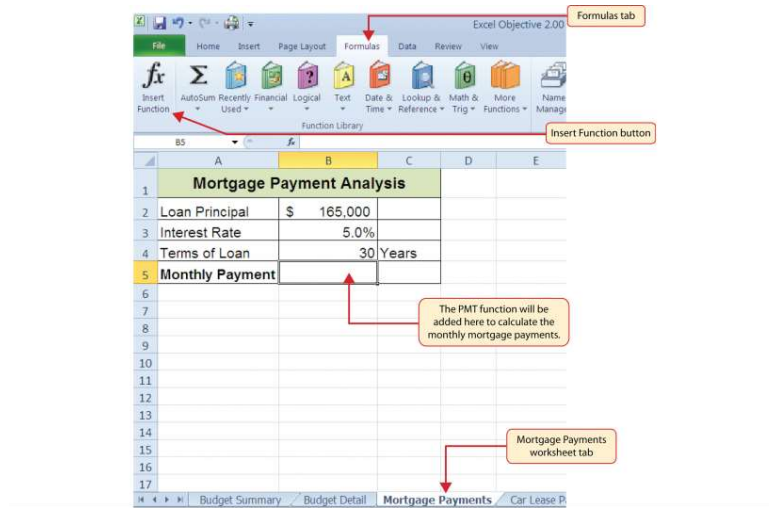 Formulas tab
Excel Objective 2.00
File Home Insert Page Layout Formulas Data Review View
fx Σ ? A θ
Insert Function AutoSum Recently Used Financial Logical Text Date & Time Lookup & Reference Math & Trig More Functions Name
Function Library
Insert Function button
B5 fx
A B C D E
1 Mortgage Payment Analysis
2 Loan Principal $ 165,000
3 Interest Rate 5.0%
4 Terms of Loan 30 Years
5 Monthly Payment
6
7
The PMT function will be
added here to calculate the
monthly mortgage payments.
8
9
10
11
12
13
14
Mortgage Payments
worksheet tab
15
16
17
Budget Summary Budget Detail Mortgage Payments Car Lease